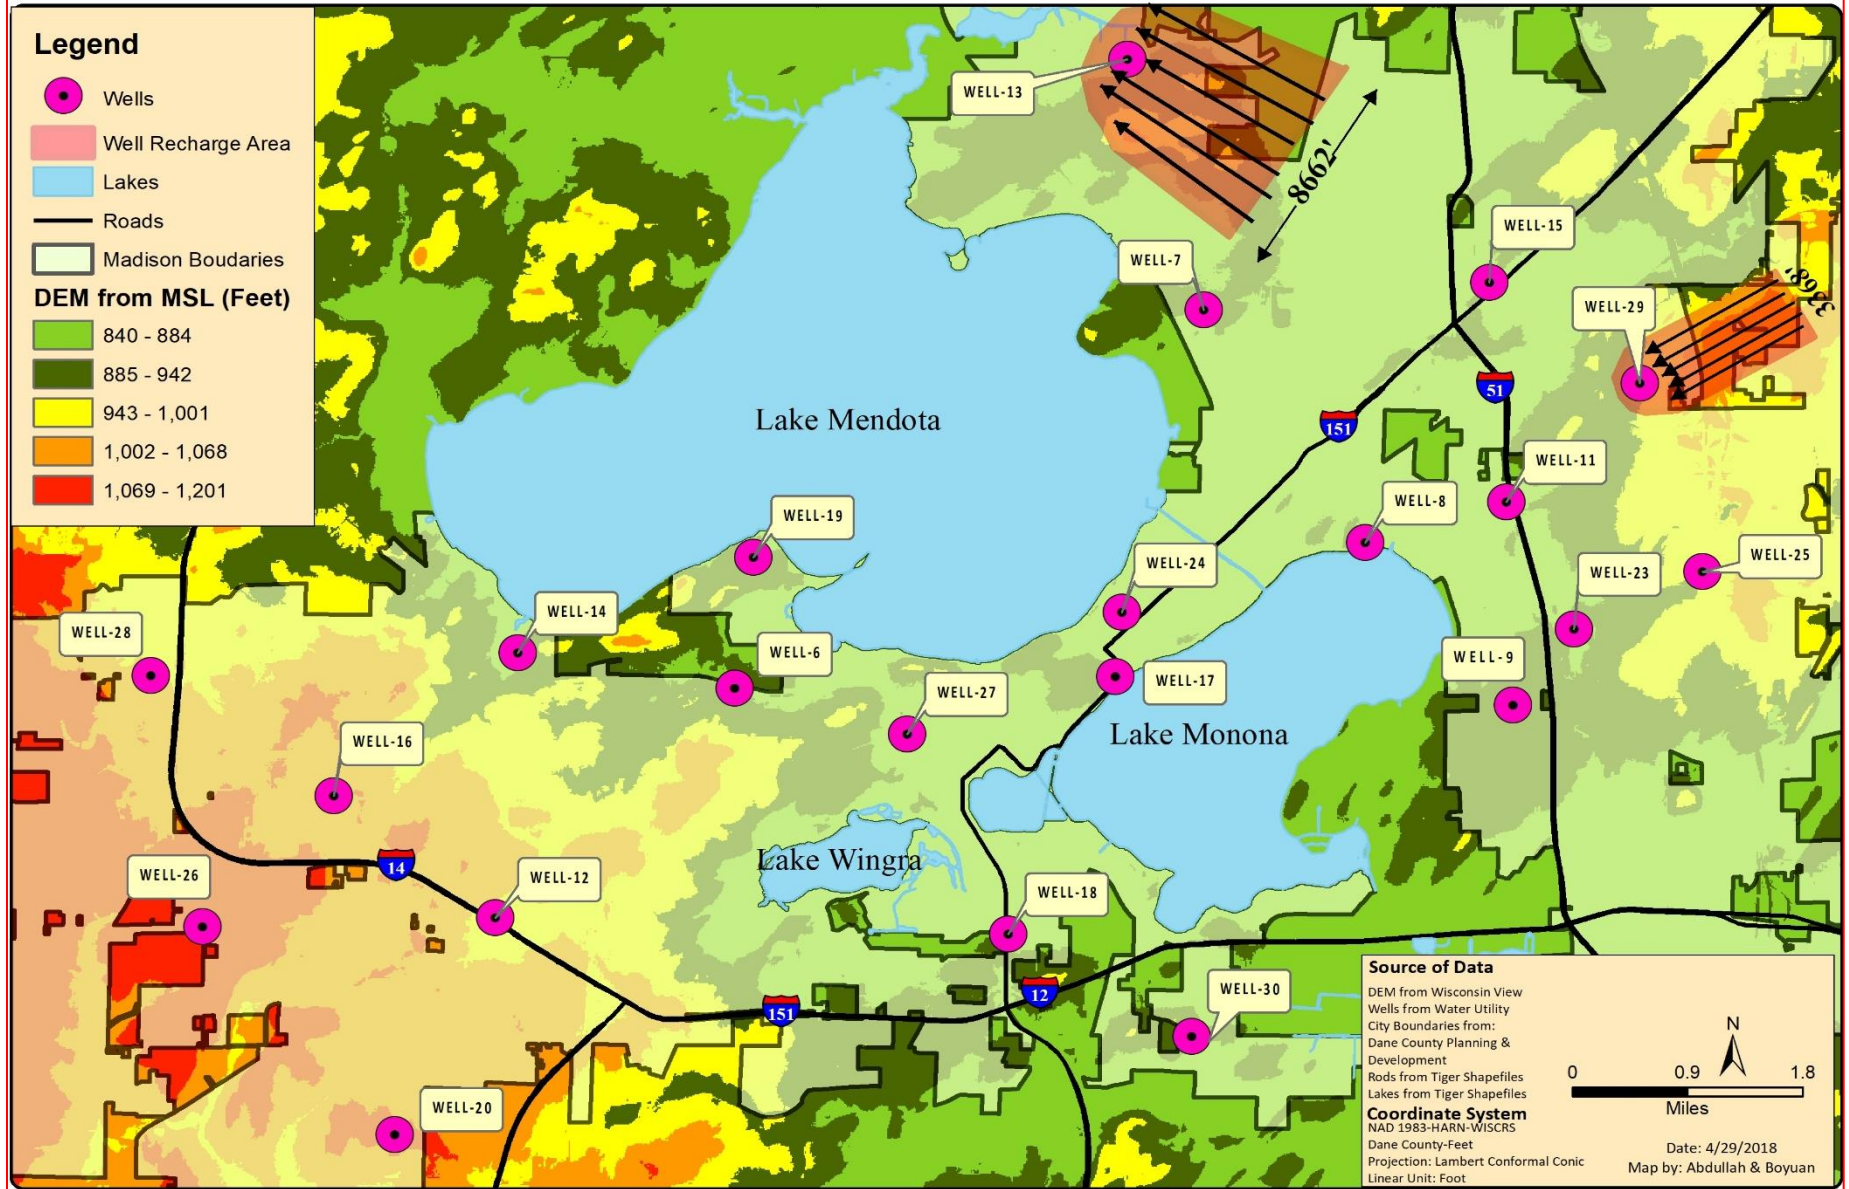 Legend
Wells
Well Recharge Area
Lakes
Roads
Madison Boudaries
DEM from MSL (Feet)
840 - 884
885 - 942
943 - 1,001
1,002 - 1,068
1,069 - 1,201
WELL-13
8662'
WELL-15
WELL-7
3368'
WELL-29
51
Lake Mendota
151
WELL-11
WELL-8
WELL-19
WELL-24
WELL-25
WELL-23
WELL-14
WELL-28
WELL-6
WELL-9
WELL-17
WELL-27
Lake Monona
WELL-16
Lake Wingra
14
WELL-26
WELL-12
WELL-18
12
WELL-30
151
WELL-20
Source of Data
DEM from Wisconsin View
Wells from Water Utility
City Boundaries from:
Dane County Planning &
Development
Rods from Tiger Shapefiles
Lakes from Tiger Shapefiles
Coordinate System
NAD 1983-HARN-WISCRS
Dane County-Feet
Projection: Lambert Conformal Conic
Linear Unit: Foot
N
0 0.9 1.8
Miles
Date: 4/29/2018
Map by: Abdullah & Boyuan